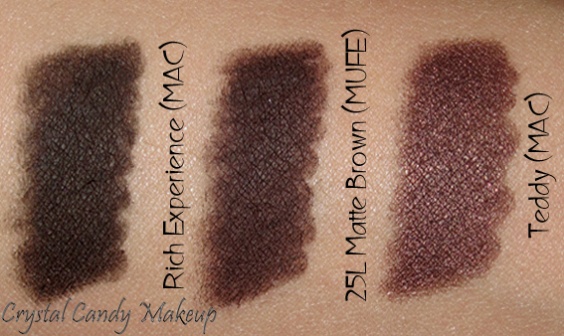 Rich Experience (MAC)
25L Matte Brown (MUFE)
Teddy (MAC)
Crystal Candy Makeup